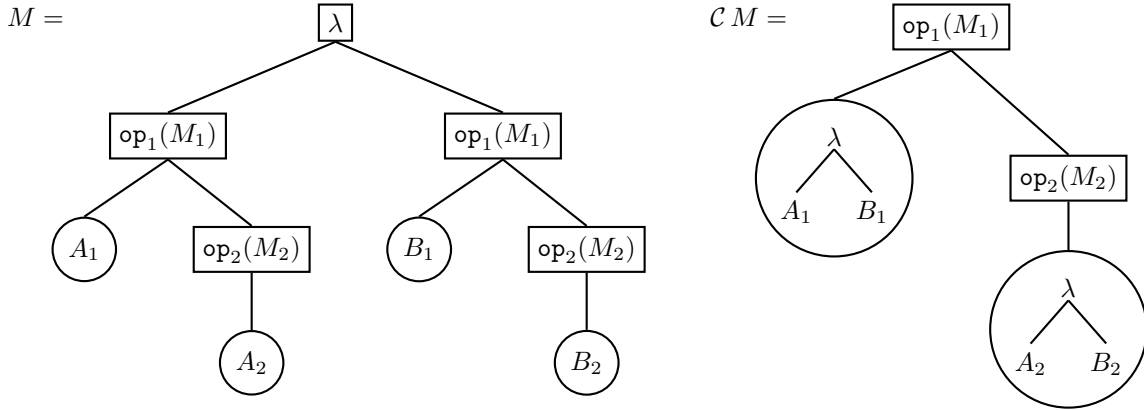 M = λ 𝒞 M = op₁(M₁)
op₁(M₁) op₁(M₁)
λ
A₁ B₁
op₂(M₂)
A₁ op₂(M₂) B₁ op₂(M₂)
λ
A₂ B₂
A₂ B₂